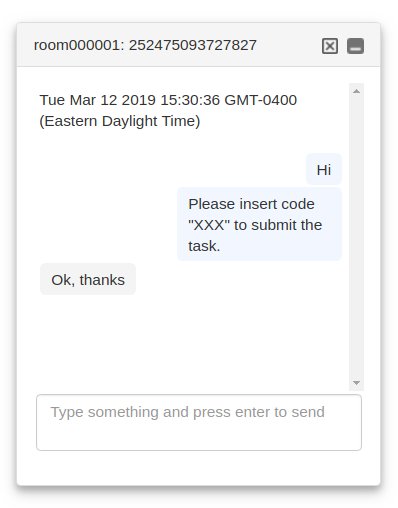 room000001: 252475093727827
Tue Mar 12 2019 15:30:36 GMT-0400
(Eastern Daylight Time)
Hi
Please insert code
"XXX" to submit the
task.
Ok, thanks
Type something and press enter to send